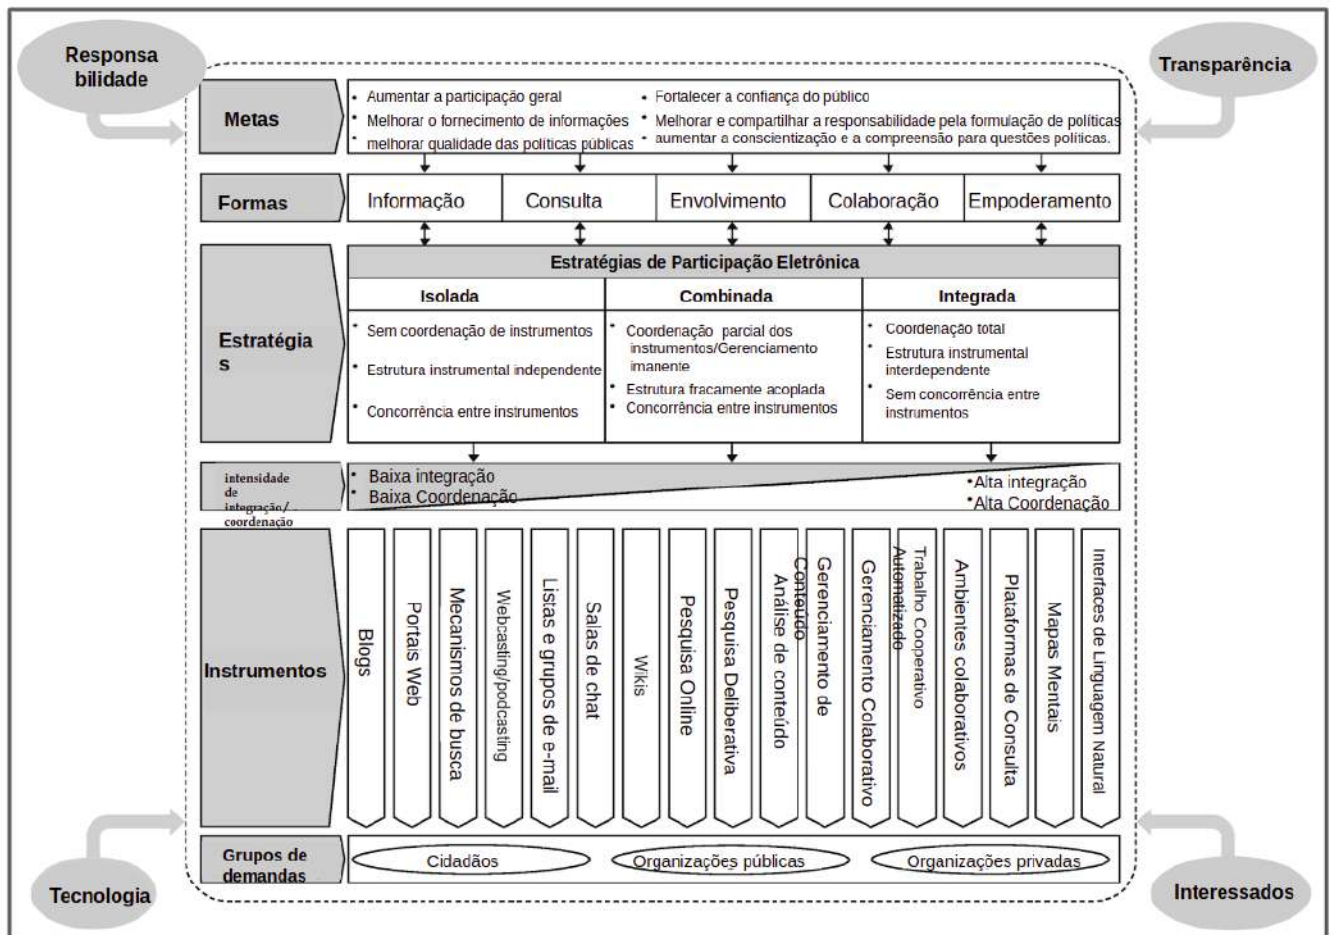 Responsa
bilidade
Transparência
Metas
• Aumentar a participação geral
• Melhorar o fornecimento de informações
• melhorar qualidade das políticas públicas
• Fortalecer a confiança do público
• Melhorar e compartilhar a responsabilidade pela formulação de políticas
• aumentar a conscientização e a compreensão para questões políticas.
Formas
Informação
Consulta
Envolvimento
Colaboração
Empoderamento
Estratégia
s
Estratégias de Participação Eletrônica
Isolada
• Sem coordenação de instrumentos
• Estrutura instrumental independente
• Concorrência entre instrumentos
Combinada
• Coordenação parcial dos
instrumentos/Gerenciamento
imanente
• Estrutura fracamente acoplada
• Concorrência entre instrumentos
Integrada
• Coordenação total
• Estrutura instrumental
interdependente
• Sem concorrência entre
instrumentos
intensidade
de
integração/
coordenação
• Baixa integração
• Baixa Coordenação
• Alta integração
• Alta Coordenação
Instrumentos
Blogs
Portais Web
Mecanismos de busca
Webcasting/podcasting
Listas e grupos de e-mail
Salas de chat
Wikis
Pesquisa Online
Pesquisa Deliberativa
Análise de conteúdo
Gerenciamento de
Conteúdo
Gerenciamento Colaborativo
Trabalho Cooperativo
Automatizado
Ambientes colaborativos
Plataformas de Consulta
Mapas Mentais
Interfaces de Linguagem Natural
Grupos de
demandas
Cidadãos
Organizações públicas
Organizações privadas
Tecnologia
Interessados